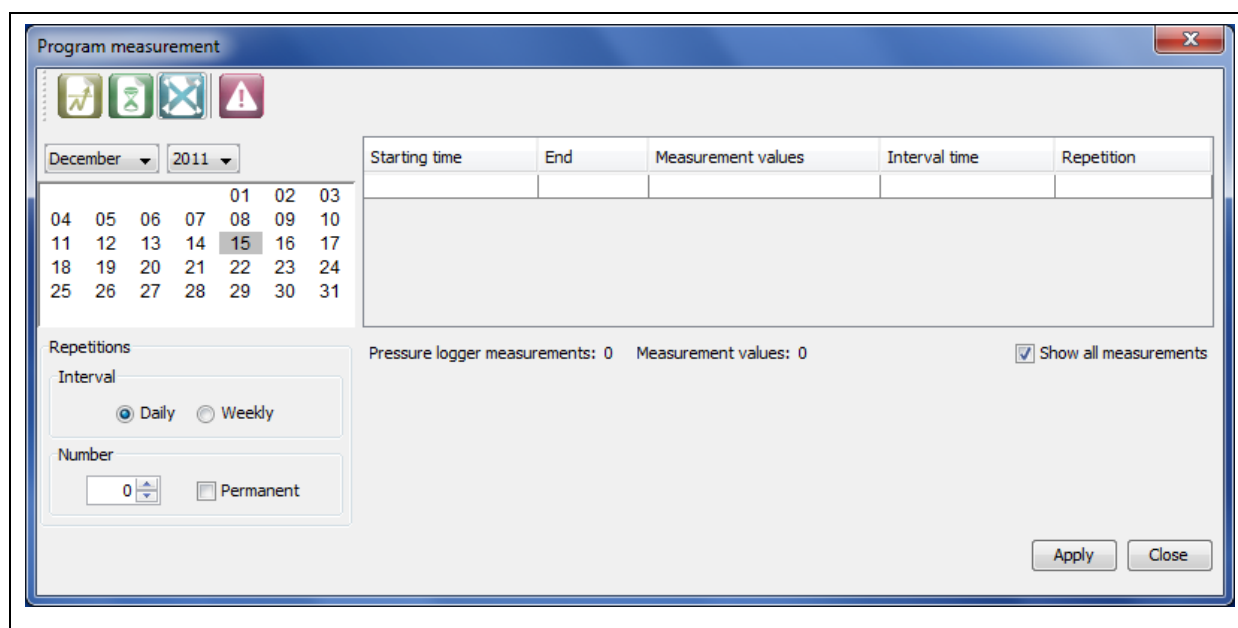 Program measurement
December 2011
Starting time End Measurement values Interval time Repetition
01 02 03
04 05 06 07 08 09 10
11 12 13 14 15 16 17
18 19 20 21 22 23 24
25 26 27 28 29 30 31
Repetitions
Pressure logger measurements: 0 Measurement values: 0 Show all measurements
Interval
Daily Weekly
Number
0 Permanent
Apply Close